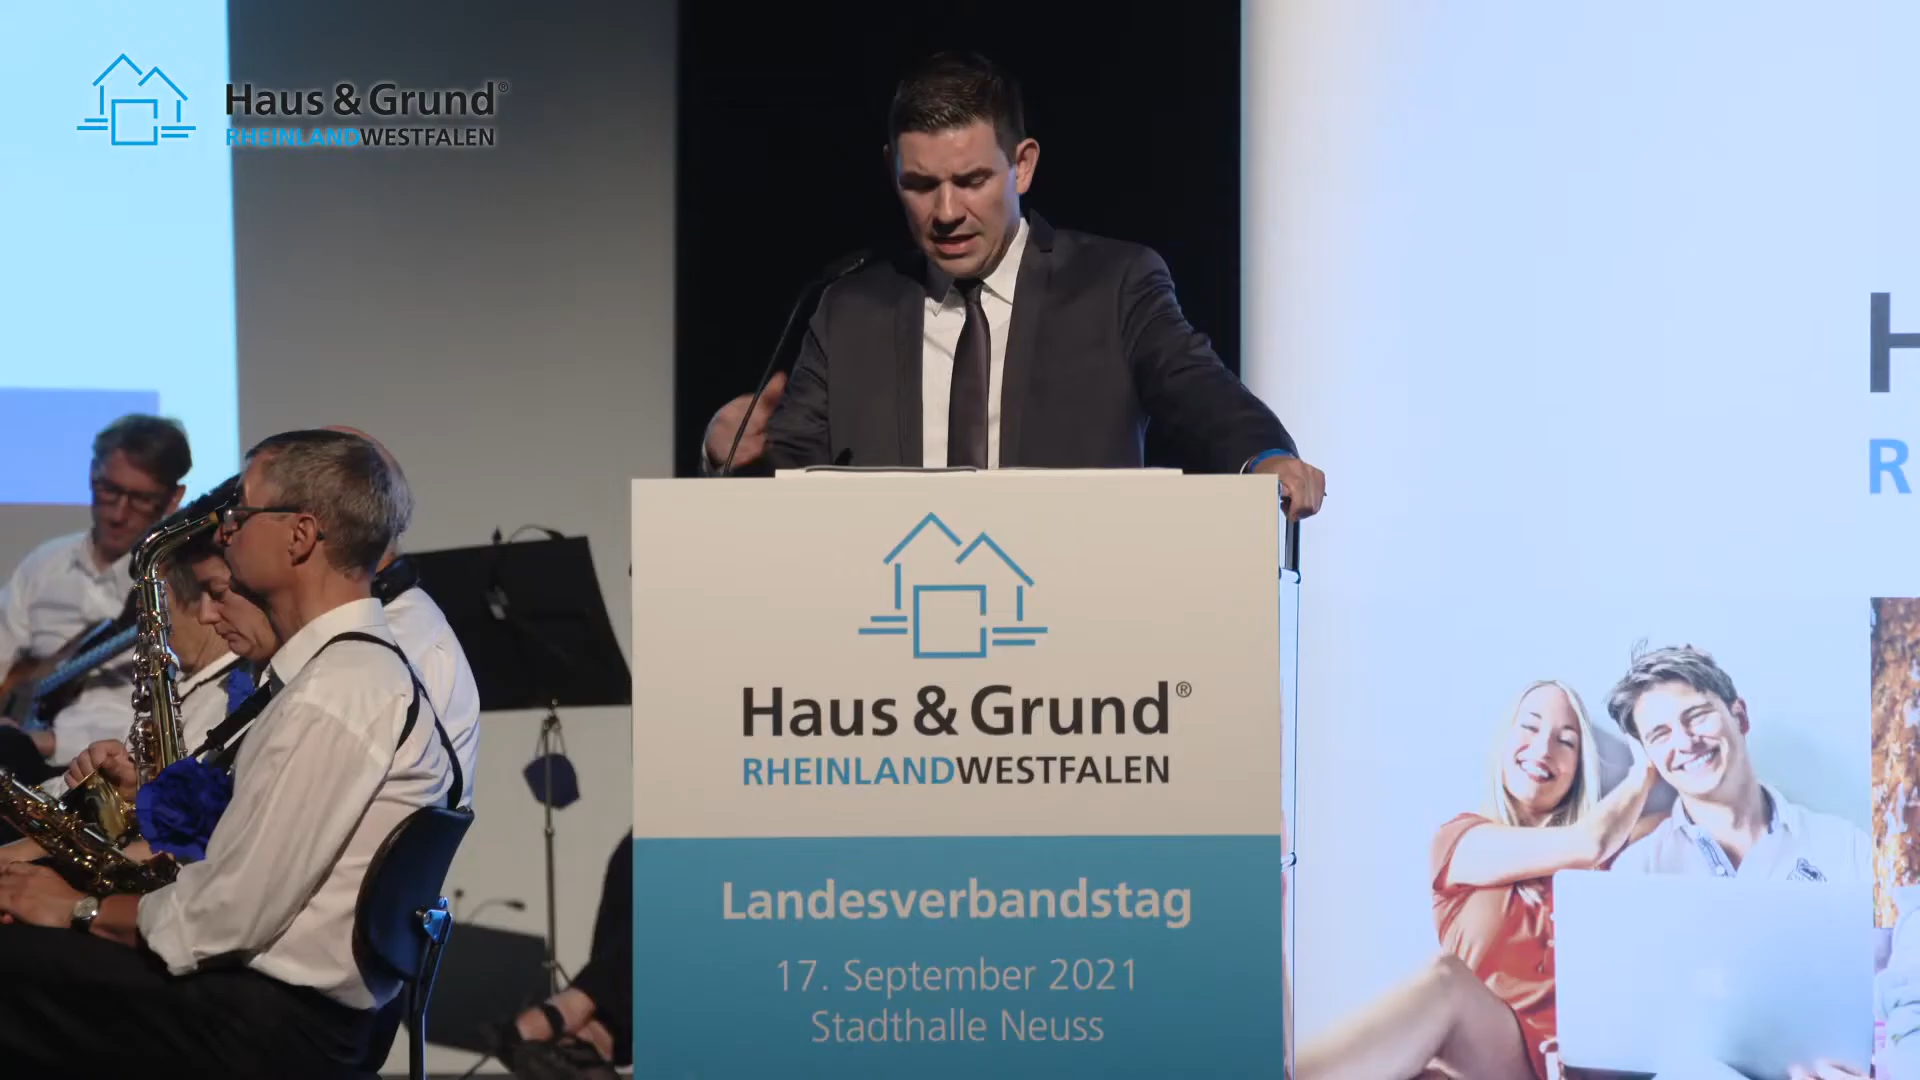 Haus & Grund®
RHEINLANDWESTFALEN
H
R
Haus & Grund®
RHEINLANDWESTFALEN
Landesverbandstag
17. September 2021
Stadthalle Neuss